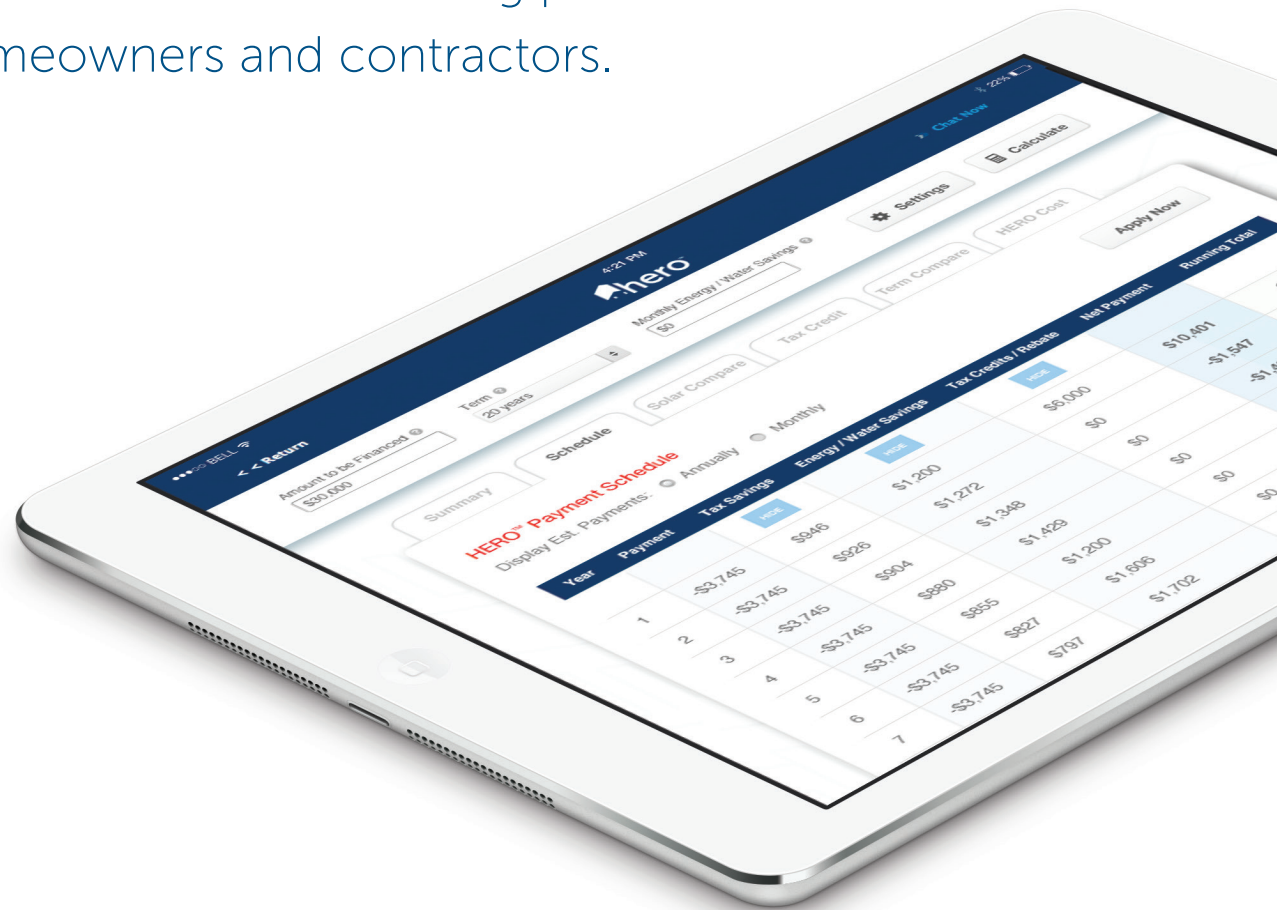 meowners and contractors.
BELL 4:21 PM 22%
< < Return hero Chat Now
Amount to be Financed Term Monthly Energy / Water Savings
$30,000 20 years $0 Settings Calculate
Summary Schedule Solar Compare Tax Credit Term Compare HERO Cost
HERO™ Payment Schedule Apply Now
Display Est. Payments: Annually Monthly
Year Payment Tax Savings Energy / Water Savings Tax Credits / Rebate Net Payment Running Total
HIDE HIDE HIDE
1 -$3,745 $946 $1,200 $6,000 $10,401
2 -$3,745 $926 $1,272 $0 -$1,547
3 -$3,745 $904 $1,348 $0
4 -$3,745 $880 $1,429 $0
5 -$3,745 $855 $1,200 $0
6 -$3,745 $827 $1,606
7 -$3,745 $797 $1,702